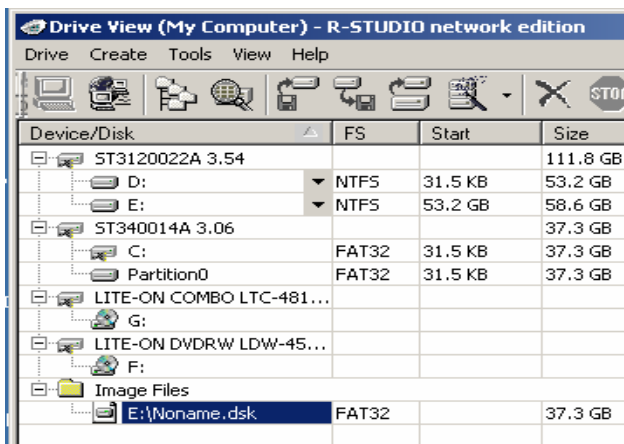 Drive View (My Computer) - R-STUDIO network edition
Drive Create Tools View Help
STOP
Device/Disk FS Start Size
ST3120022A 3.54 111.8 GB
D: NTFS 31.5 KB 53.2 GB
E: NTFS 53.2 GB 58.6 GB
ST340014A 3.06 37.3 GB
C: FAT32 31.5 KB 37.3 GB
Partition0 FAT32 31.5 KB 37.3 GB
LITE-ON COMBO LTC-481...
G:
LITE-ON DVDRW LDW-45...
F:
Image Files
E:\Noname.dsk FAT32 37.3 GB